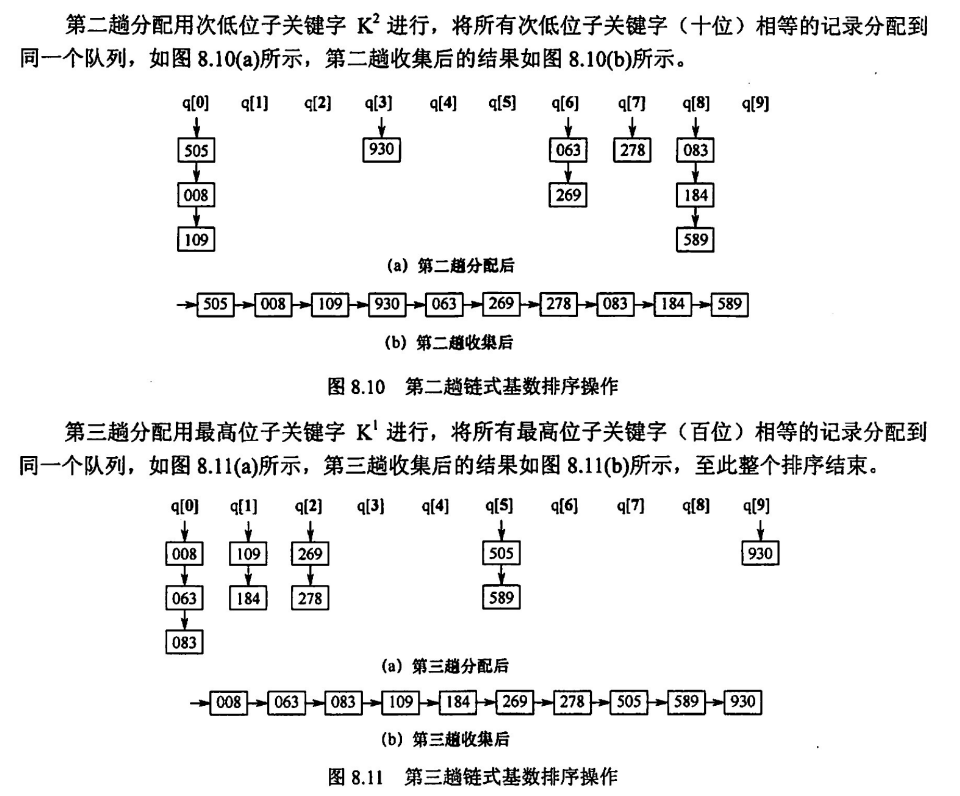 第二趟分配用次低位子关键字 K² 进行，将所有次低位子关键字（十位）相等的记录分配到
同一个队列，如图 8.10(a)所示，第二趟收集后的结果如图 8.10(b)所示。
q[0] q[1] q[2] q[3] q[4] q[5] q[6] q[7] q[8] q[9]
505 930 063 278 083
008 269 184
109 589
(a) 第二趟分配后
505 008 109 930 063 269 278 083 184 589
(b) 第二趟收集后
图 8.10 第二趟链式基数排序操作
第三趟分配用最高位子关键字 K¹ 进行，将所有最高位子关键字（百位）相等的记录分配到
同一个队列，如图 8.11(a)所示，第三趟收集后的结果如图 8.11(b)所示，至此整个排序结束。
q[0] q[1] q[2] q[3] q[4] q[5] q[6] q[7] q[8] q[9]
008 109 269 505 930
063 184 278 589
083
(a) 第三趟分配后
008 063 083 109 184 269 278 505 589 930
(b) 第三趟收集后
图 8.11 第三趟链式基数排序操作